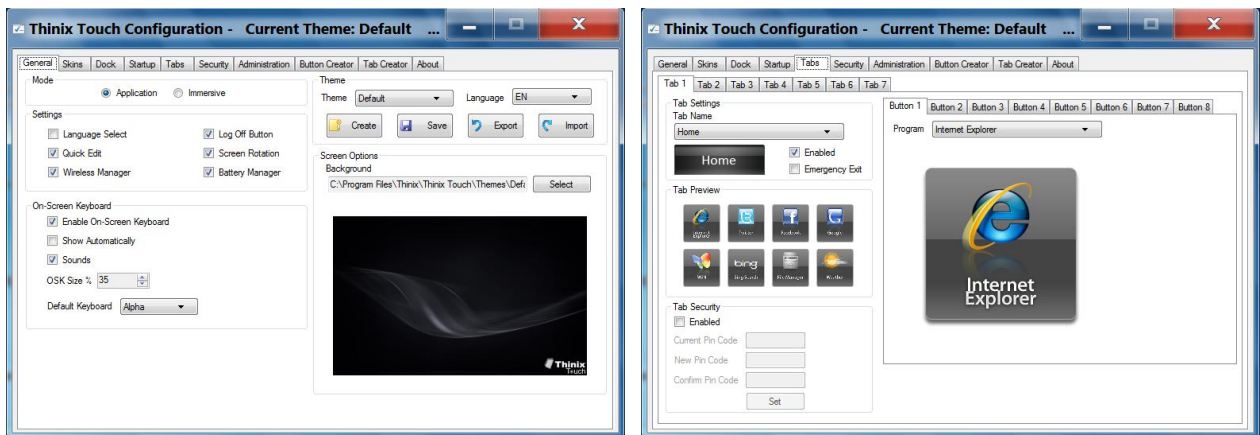 Thinix Touch Configuration - Current Theme: Default ...
General Skins Dock Startup Tabs Security Administration Button Creator Tab Creator About
Mode
Application Immersive
Settings
Language Select Log Off Button
Quick Edit Screen Rotation
Wireless Manager Battery Manager
On-Screen Keyboard
Enable On-Screen Keyboard
Show Automatically
Sounds
OSK Size % 35
Default Keyboard Alpha
Theme
Theme Default Language EN
Create Save Export Import
Screen Options
Background
C:\Program Files\Thinix\Thinix Touch\Themes\Defa Select
Thinix
Touch
Thinix Touch Configuration - Current Theme: Default ...
General Skins Dock Startup Tabs Security Administration Button Creator Tab Creator About
Tab 1 Tab 2 Tab 3 Tab 4 Tab 5 Tab 6 Tab 7
Tab Settings
Tab Name
Home
Home Enabled
Emergency Exit
Tab Preview
Internet
Explorer Twitter Facebook Google
bing
MSN Weather
Tab Security
Enabled
Current Pin Code
New Pin Code
Confirm Pin Code
Set
Button 1 Button 2 Button 3 Button 4 Button 5 Button 6 Button 7 Button 8
Program Internet Explorer
Internet
Explorer